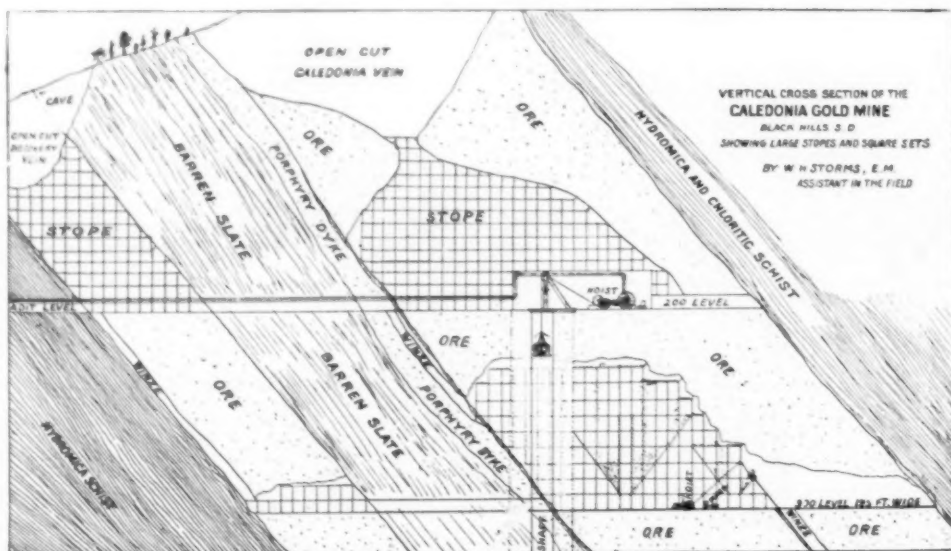 OPEN CUT
CALEDONIA VEIN
VERTICAL CROSS SECTION OF THE
CALEDONIA GOLD MINE
BLACK HILLS S.D
SHOWING LARGE STOPES AND SQUARE SETS
BY W H STORMS, E.M.
ASSISTANT IN THE FIELD
CAVE
OPEN CUT
DISCOVERY
VEIN
ORE
ORE
HYDROMICA AND CHLORITIC SCHIST
BARREN SLATE
PORPHYRY DYKE
STOPE
STOPE
HOIST
ADIT LEVEL
200 LEVEL
WINZE
ORE
BARREN SLATE
WINZE
PORPHYRY DYKE
ORE
ORE
HYDROMICA SCHIST
HOIST
FT. WIDE
SHAFT
ORE
WINZE
ORE